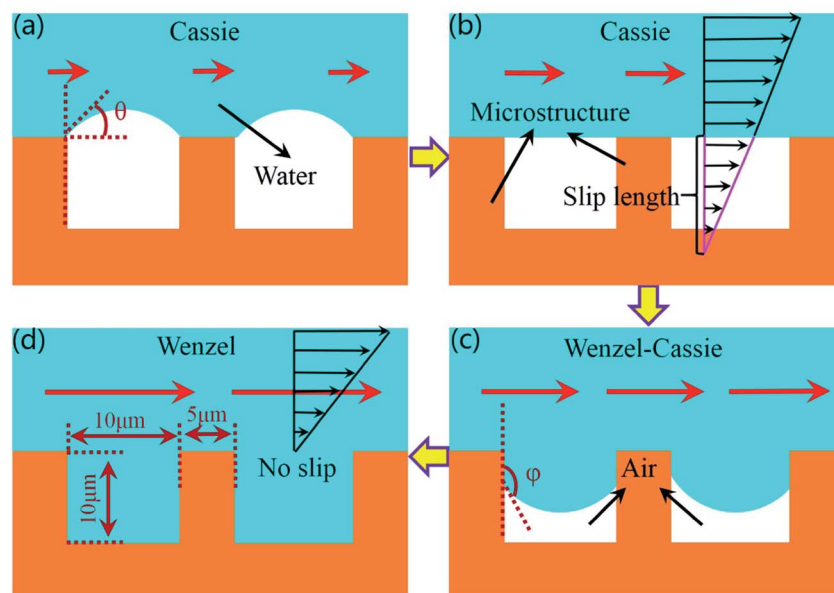 (a)
Cassie
θ
Water
(b)
Cassie
Microstructure
Slip length
(d)
Wenzel
10μm
5μm
10μm
No slip
(c)
Wenzel-Cassie
φ
Air